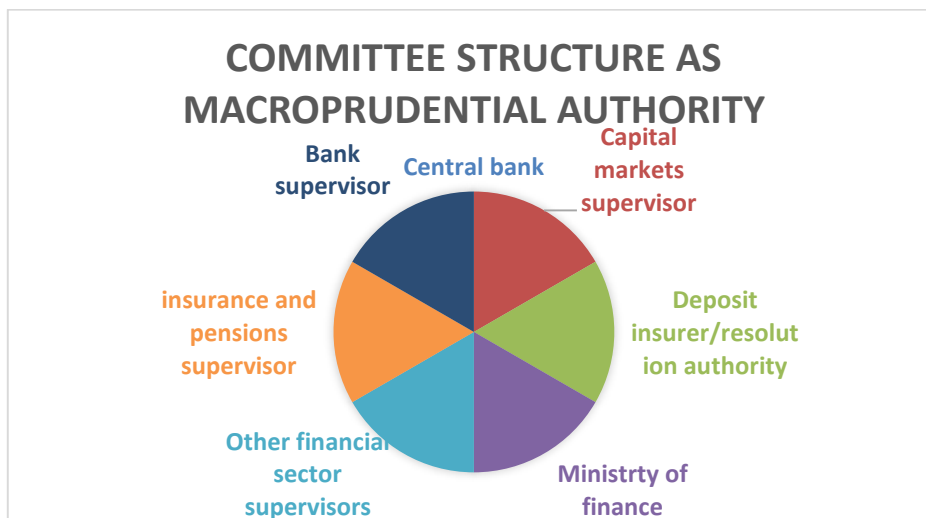 COMMITTEE STRUCTURE AS
MACROPRUDENTIAL AUTHORITY
Bank
supervisor
Central bank
Capital
markets
supervisor
insurance and
pensions
supervisor
Deposit
insurer/resolut
ion authority
Other financial
sector
supervisors
Ministrty of
finance